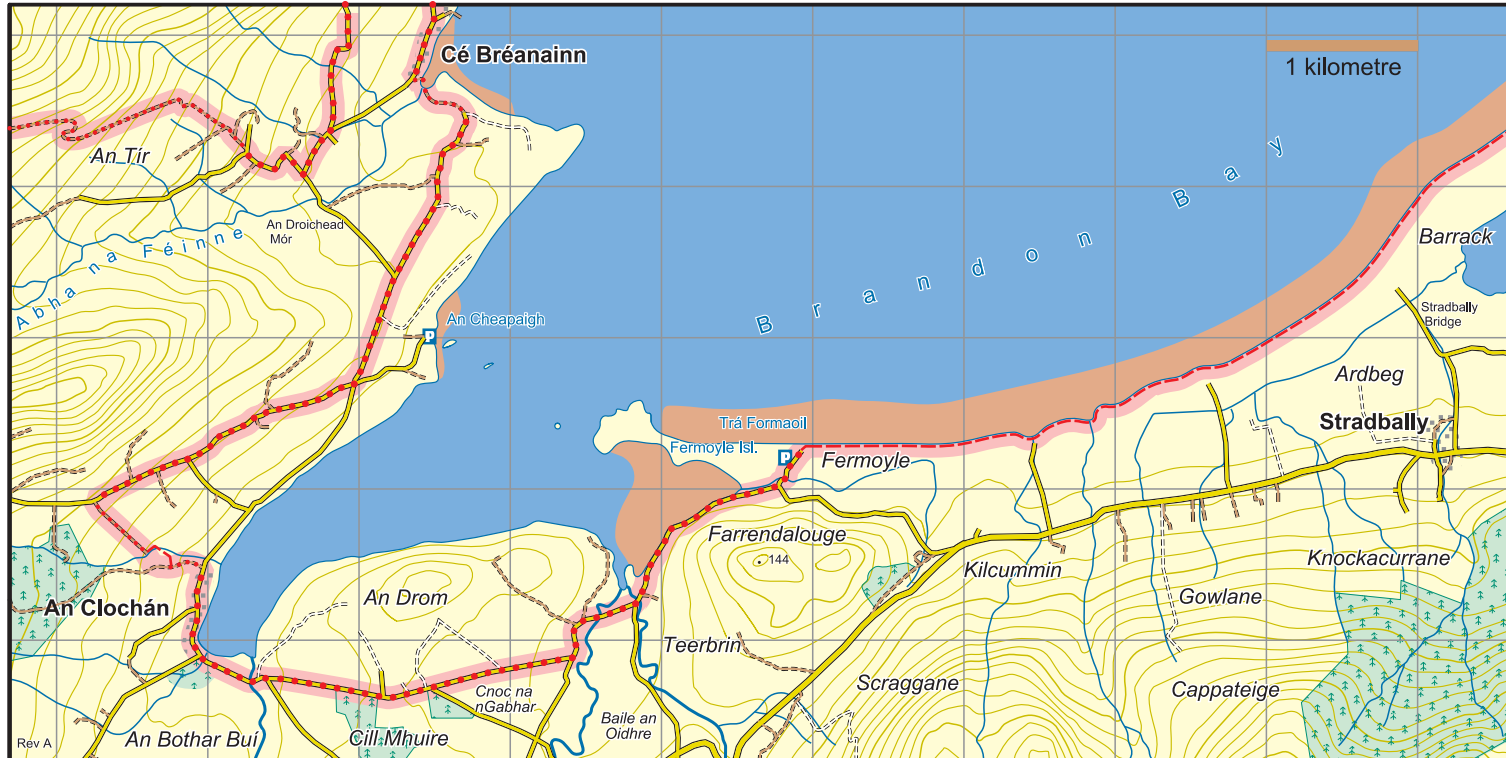 Cé Bréanainn
1 kilometre
An Tír
An Droichead
Mór
Abha na Féinne
Brandon Bay
Barrack
An Cheapaigh
P
Stradbally
Bridge
Ardbeg
Stradbally
Trá Formaoil
Fermoyle Isl.
P
Fermoyle
Farrendalouge
144
Kilcummin
Knockacurrane
An Clochán
An Drom
Gowlane
Teerbrin
Scraggane
Cappateige
Cnoc na
nGabhar
Baile an
Oidhre
Rev A
An Bothar Buí
Cill Mhuire